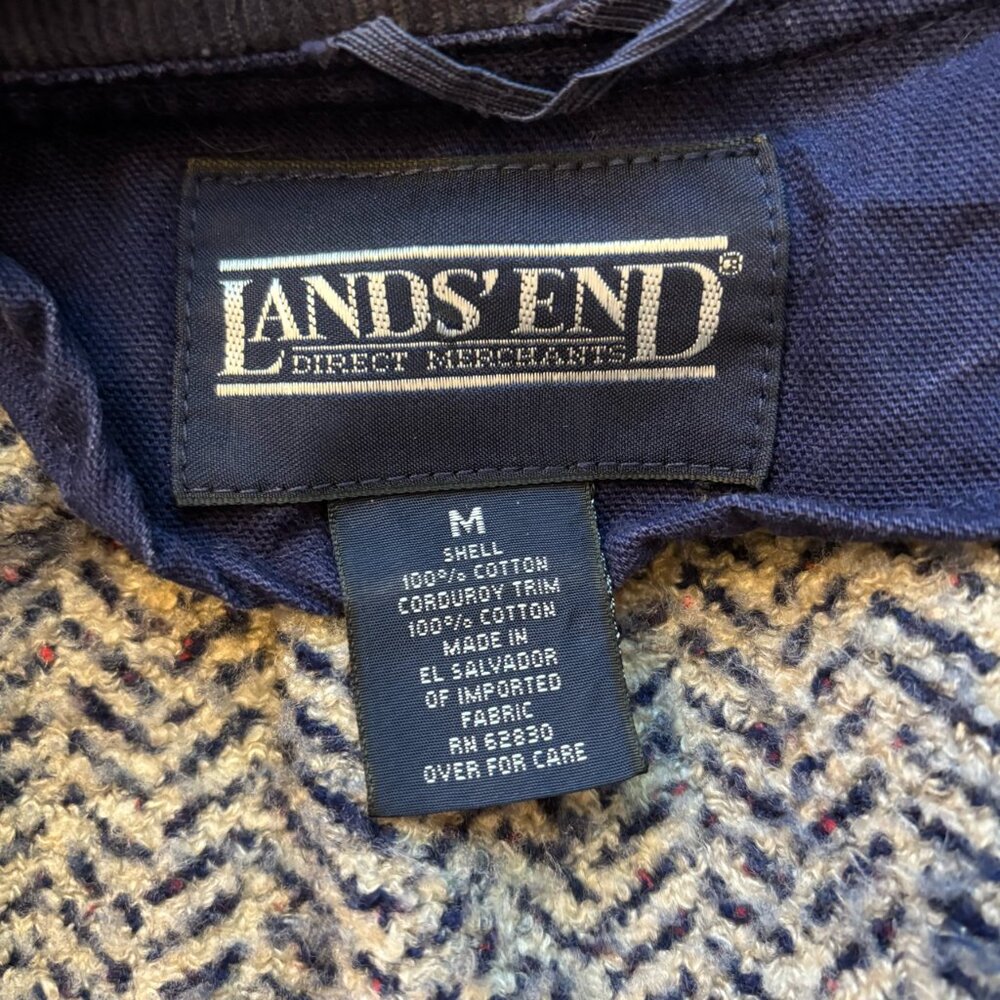 LANDS' END®
DIRECT MERCHANTS
M
SHELL
100% COTTON
CORDUROY TRIM
100% COTTON
MADE IN
EL SALVADOR
OF IMPORTED
FABRIC
RN 62830
OVER FOR CARE